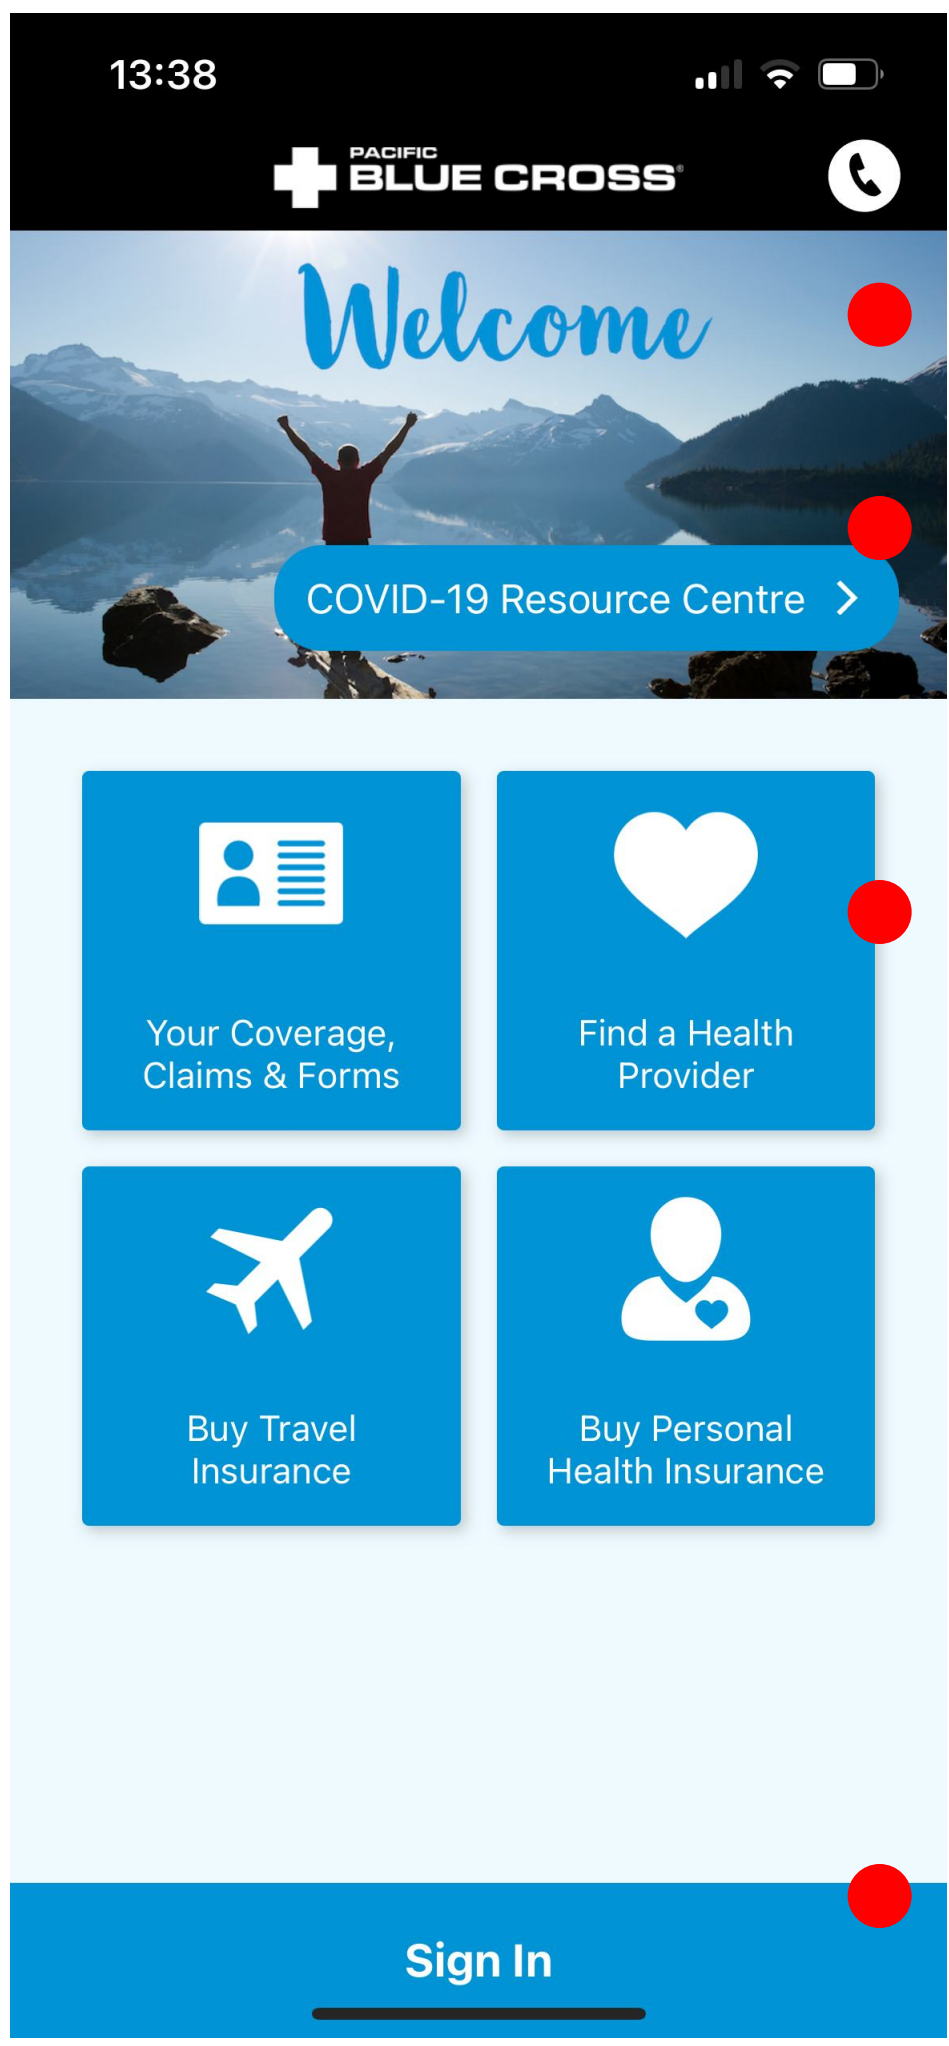 13:38
PACIFIC
BLUE CROSS®
Welcome
COVID-19 Resource Centre
Your Coverage,
Claims & Forms
Find a Health
Provider
Buy Travel
Insurance
Buy Personal
Health Insurance
Sign In